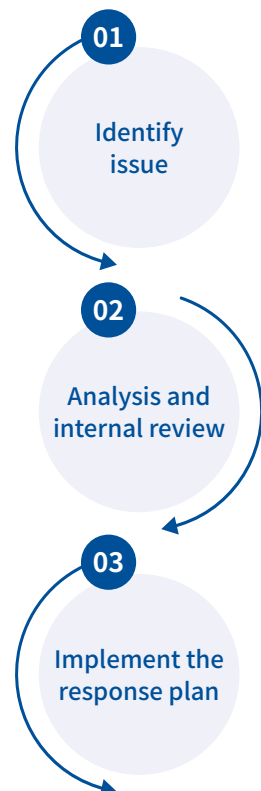 01
Identify
issue
02
Analysis and
internal review
03
Implement the
response plan